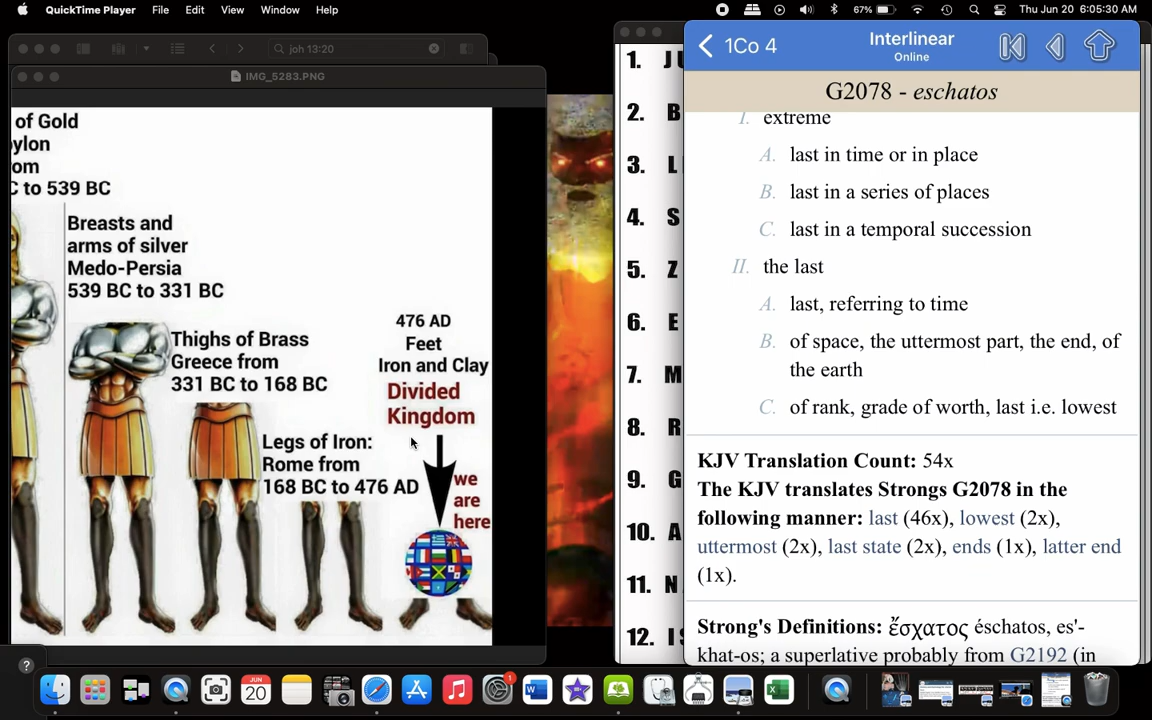 QuickTime Player File Edit View Window Help
67% Thu Jun 20 6:05:30 AM
joh 13:20
IMG_5283.PNG
of Gold
ylon
om
C to 539 BC
Breasts and
arms of silver
Medo-Persia
539 BC to 331 BC
Thighs of Brass
Greece from
331 BC to 168 BC
Legs of Iron:
Rome from
168 BC to 476 AD
476 AD
Feet
Iron and Clay
Divided
Kingdom
we
are
here
1. JU
2. B
3. L
4. S
5. Z
6. E
7. M
8. R
9. G
10. A
11. N
12. IS
1Co 4
Interlinear
Online
G2078 - eschatos
I. extreme
A. last in time or in place
B. last in a series of places
C. last in a temporal succession
II. the last
A. last, referring to time
B. of space, the uttermost part, the end, of
the earth
C. of rank, grade of worth, last i.e. lowest
KJV Translation Count: 54x
The KJV translates Strongs G2078 in the
following manner: last (46x), lowest (2x),
uttermost (2x), last state (2x), ends (1x), latter end
(1x).
Strong's Definitions: ἔσχατος éschatos, es'-
khat-os; a superlative probably from G2192 (in
?
JUN
20
1